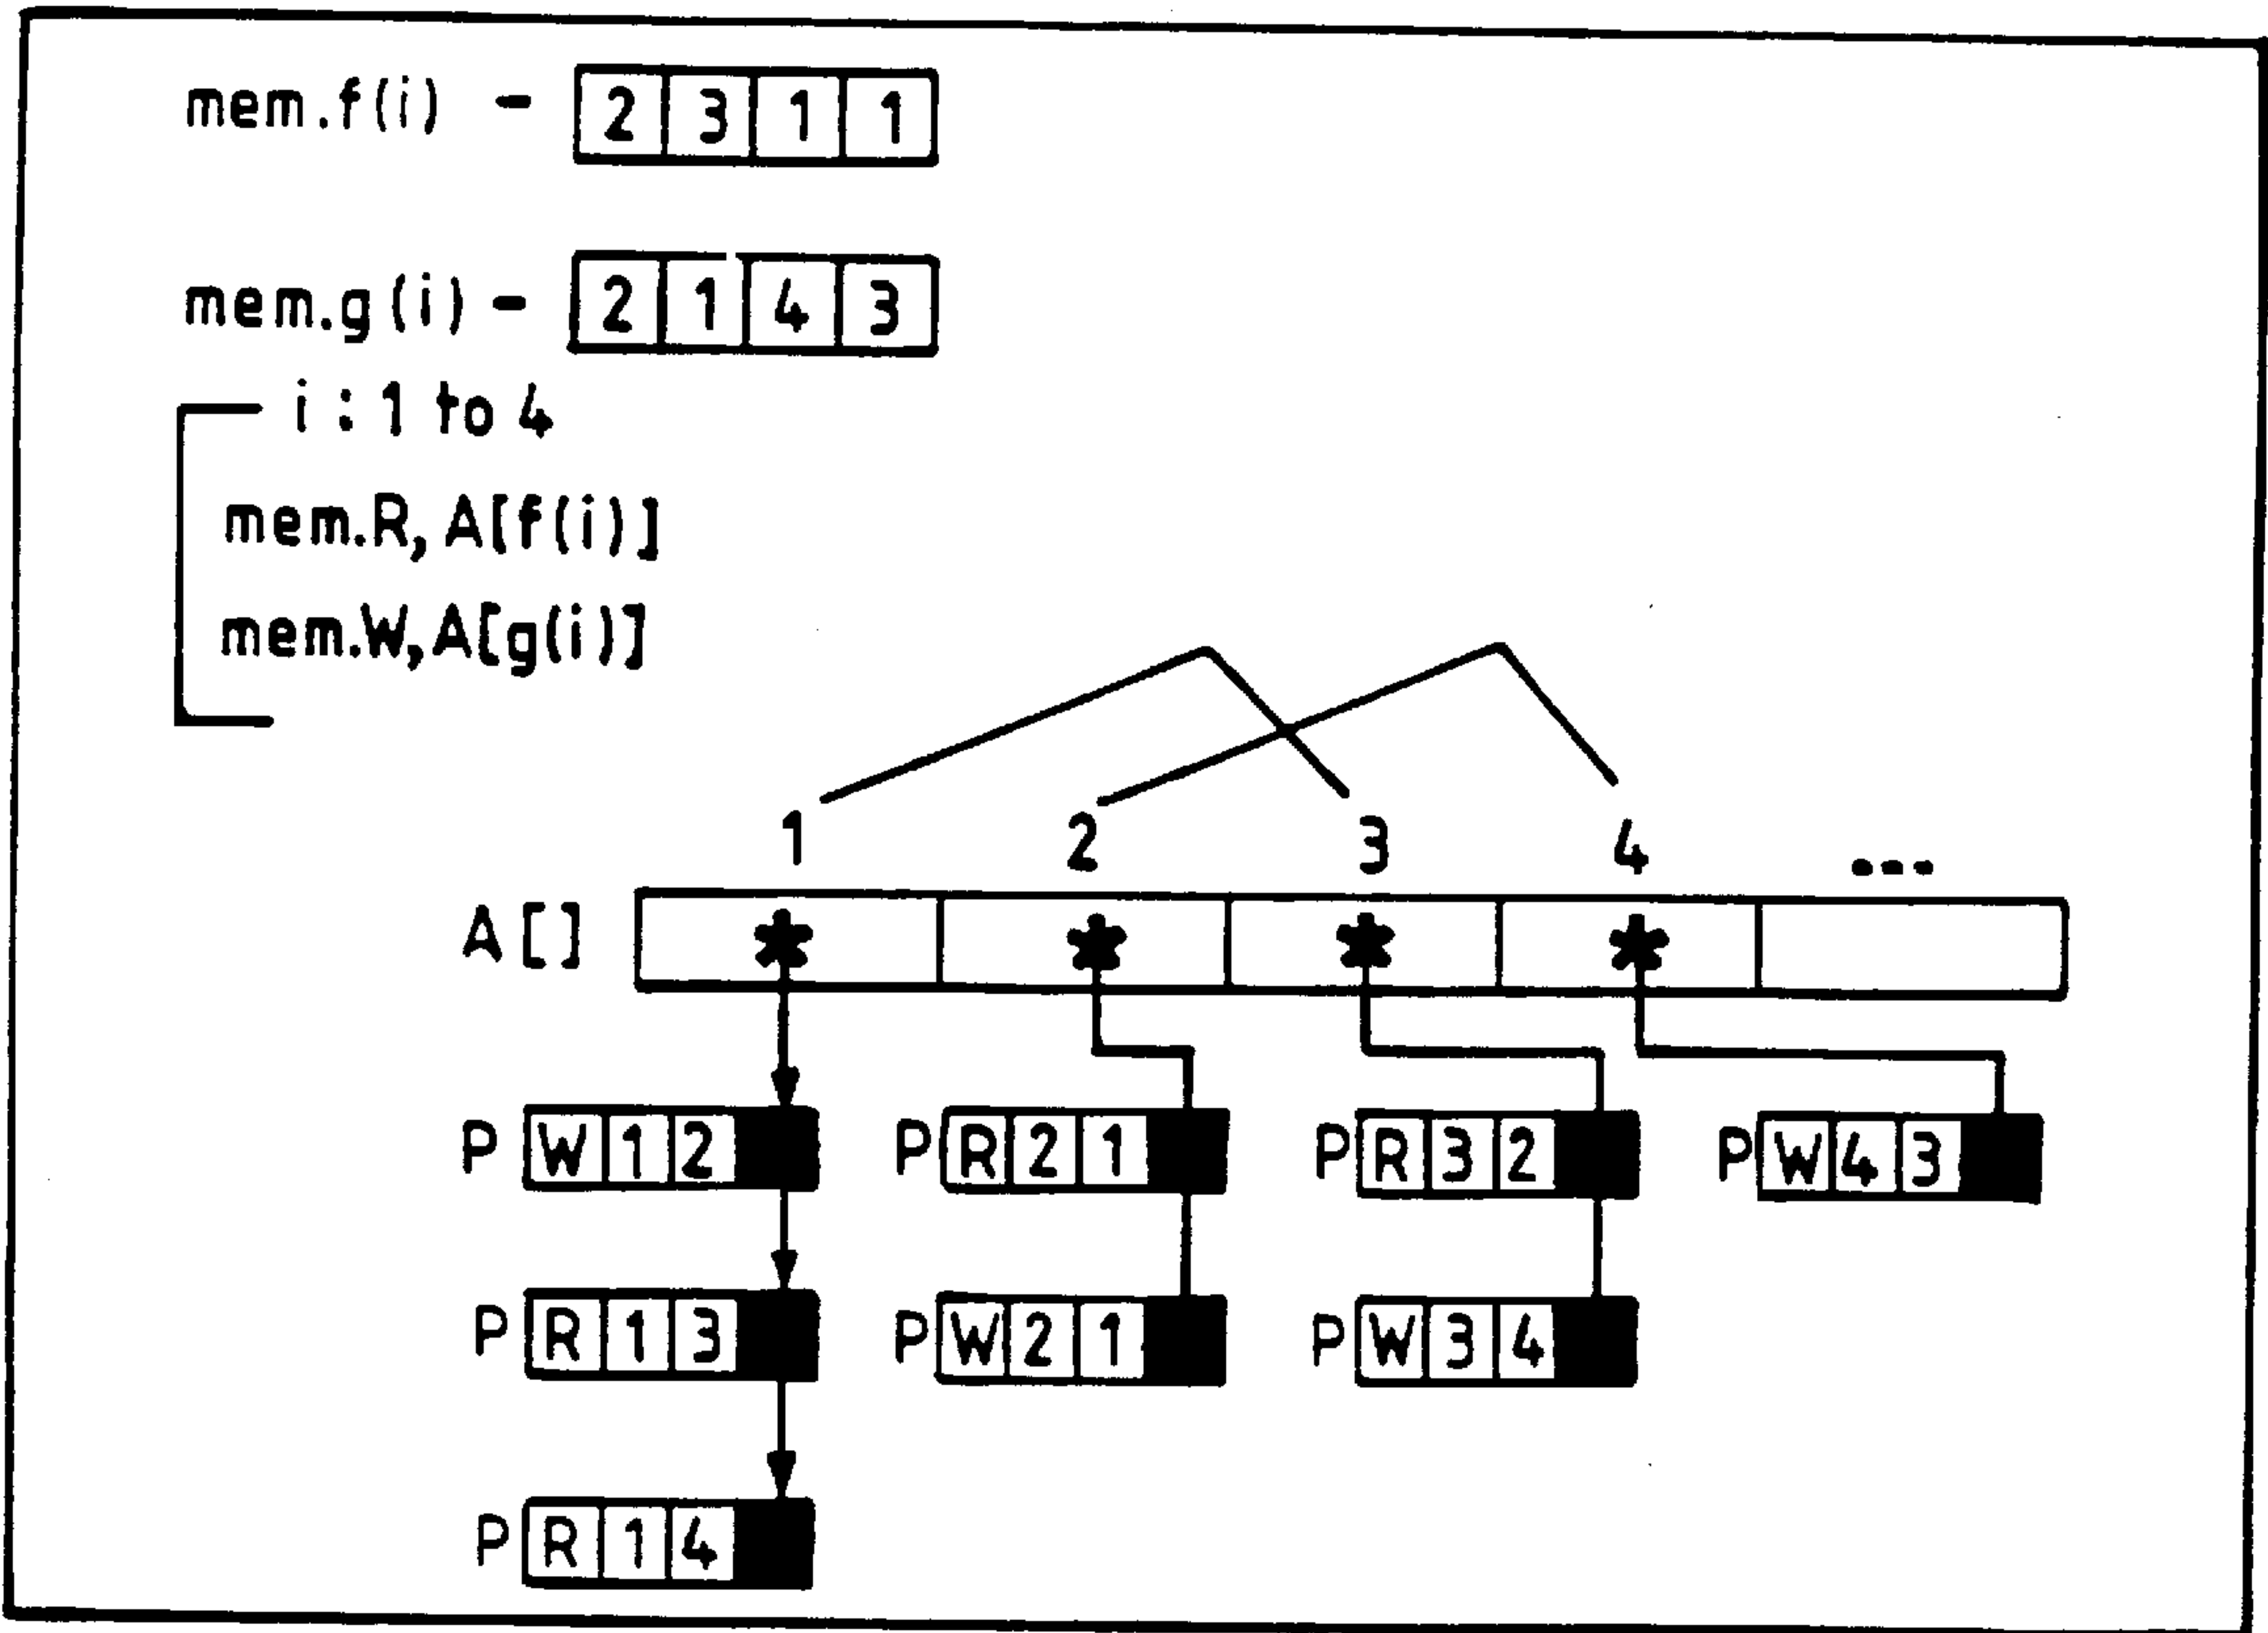 mem.f(i) - 2 3 1 1
mem.g(i) - 2 1 4 3
i : 1 to 4
mem.R, A[f(i)]
mem.W,A[g(i)]
1 2 3 4 ...
A[] * * * *
P W 1 2 P R 2 1 P R 3 2 P W 4 3
P R 1 3 P W 2 1 P W 3 4
P R 1 4